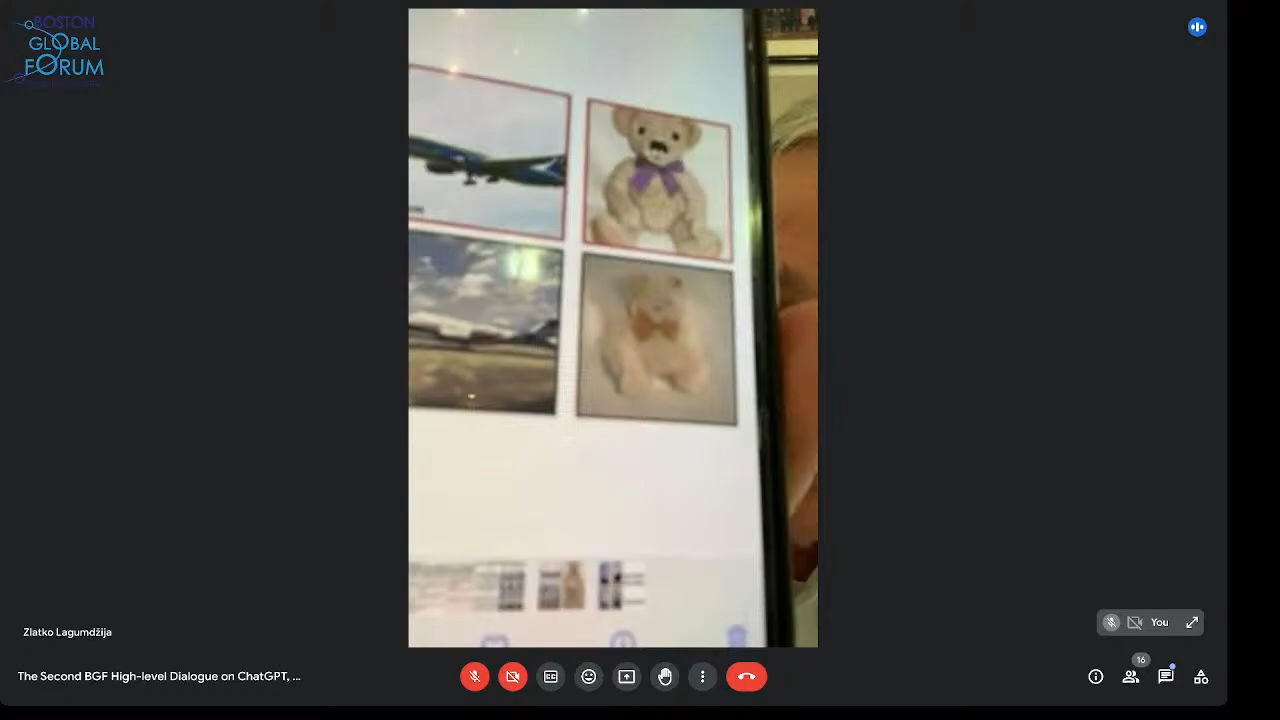 BOSTON
GLOBAL
FORUM
Zlatko Lagumdžija
You
The Second BGF High-level Dialogue on ChatGPT, ...
16